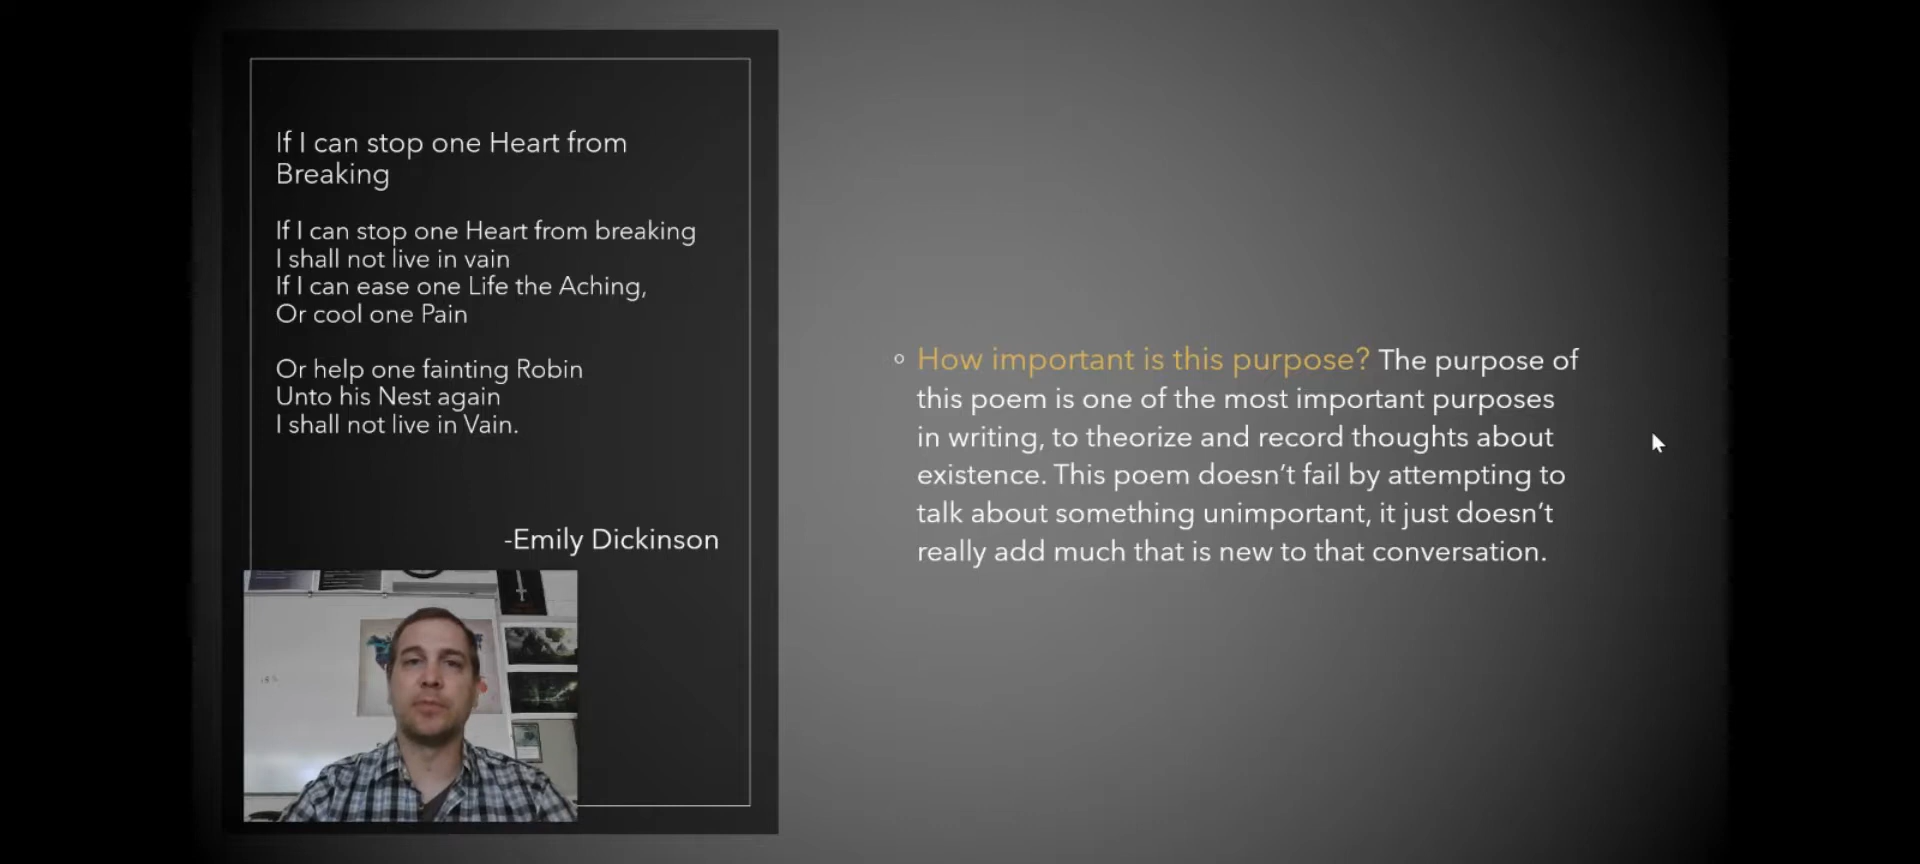 If I can stop one Heart from
Breaking
If I can stop one Heart from breaking
I shall not live in vain
If I can ease one Life the Aching,
Or cool one Pain
Or help one fainting Robin
Unto his Nest again
I shall not live in Vain.
-Emily Dickinson
How important is this purpose? The purpose of
this poem is one of the most important purposes
in writing, to theorize and record thoughts about
existence. This poem doesn't fail by attempting to
talk about something unimportant, it just doesn't
really add much that is new to that conversation.